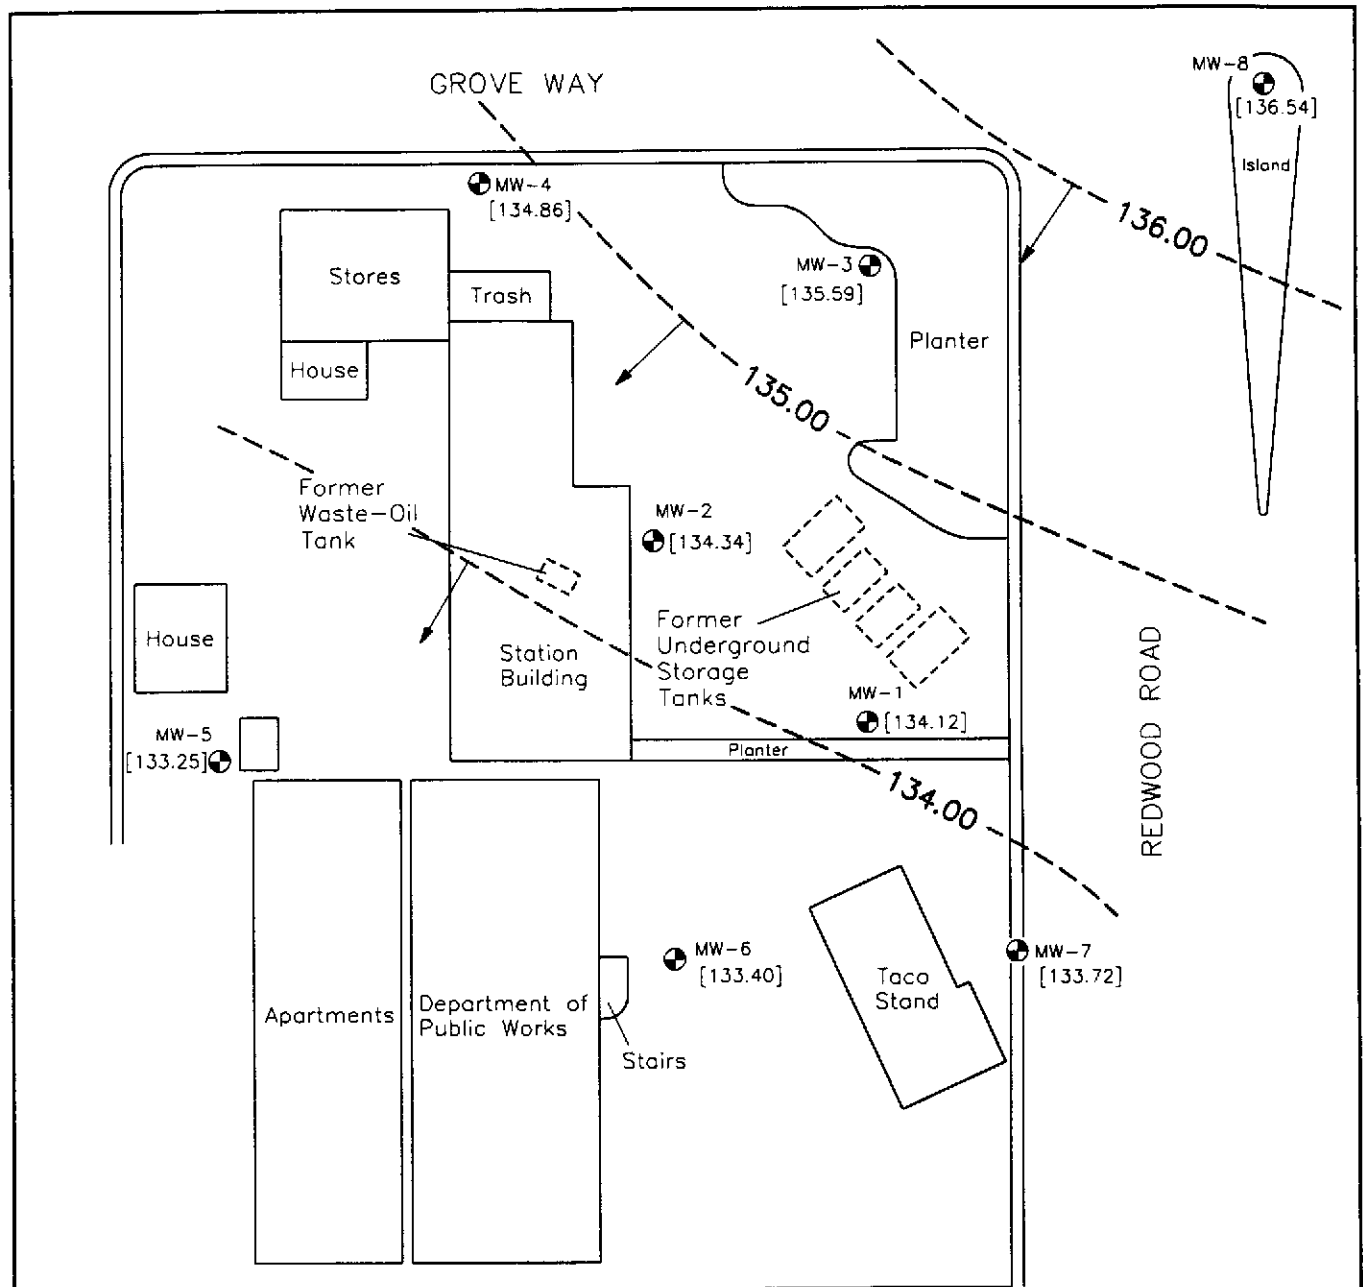 GROVE WAY
MW-8
[136.54]
Island
MW-4
[134.86]
136.00
MW-3
[135.59]
Stores
Trash
Planter
House
135.00
Former
Waste-Oil
Tank
MW-2
[134.34]
House
Station
Building
Former
Underground
Storage
Tanks
MW-1
[134.12]
MW-5
[133.25]
Planter
134.00
REDWOOD ROAD
MW-6
[133.40]
MW-7
[133.72]
Taco
Stand
Apartments
Department of
Public Works
Stairs